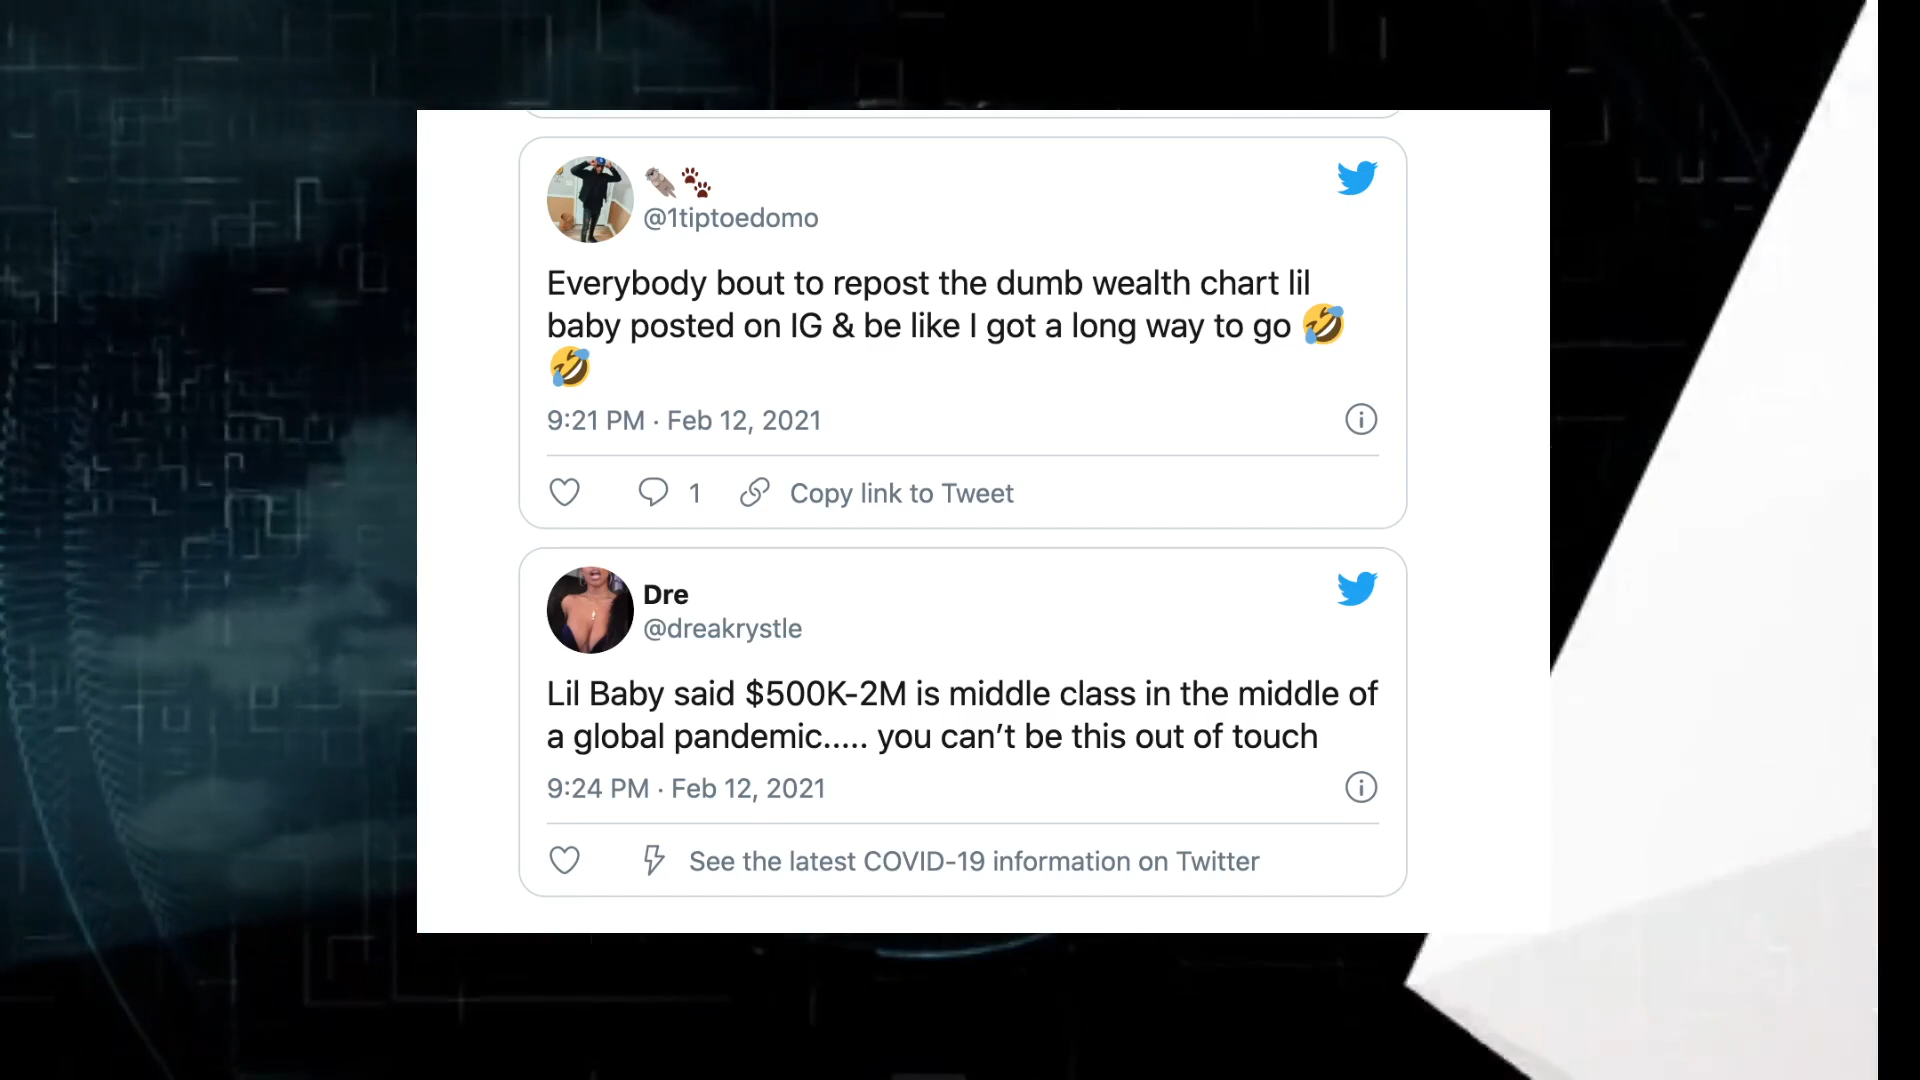 @1tiptoedomo
Everybody bout to repost the dumb wealth chart lil
baby posted on IG & be like I got a long way to go 🤣
🤣
9:21 PM · Feb 12, 2021
1 Copy link to Tweet
Dre
@dreakrystle
Lil Baby said $500K-2M is middle class in the middle of
a global pandemic..... you can’t be this out of touch
9:24 PM · Feb 12, 2021
See the latest COVID-19 information on Twitter